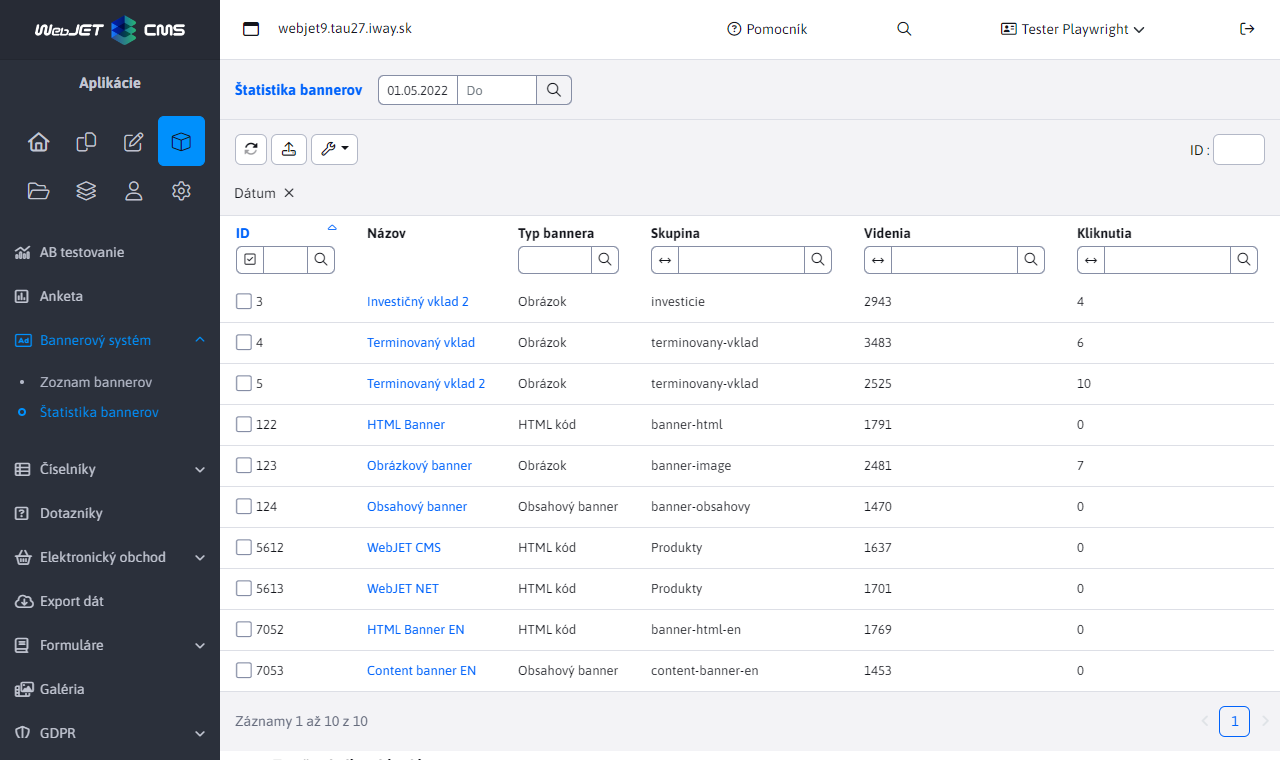 WebJET CMS
webjet9.tau27.iway.sk
Pomocník
Tester Playwright
Aplikácie
Štatistika bannerov
01.05.2022
Do
ID :
Dátum
AB testovanie
Anketa
Ad Bannerový systém
Zoznam bannerov
Štatistika bannerov
Číselníky
Dotazníky
Elektronický obchod
Export dát
Formuláre
Galéria
GDPR
ID Názov Typ bannera Skupina Videnia Kliknutia
3 Investičný vklad 2 Obrázok investicie 2943 4
4 Terminovaný vklad Obrázok terminovany-vklad 3483 6
5 Terminovaný vklad 2 Obrázok terminovany-vklad 2525 10
122 HTML Banner HTML kód banner-html 1791 0
123 Obrázkový banner Obrázok banner-image 2481 7
124 Obsahový banner Obsahový banner banner-obsahovy 1470 0
5612 WebJET CMS HTML kód Produkty 1637 0
5613 WebJET NET HTML kód Produkty 1701 0
7052 HTML Banner EN HTML kód banner-html-en 1769 0
7053 Content banner EN Obsahový banner content-banner-en 1453 0
Záznamy 1 až 10 z 10
1